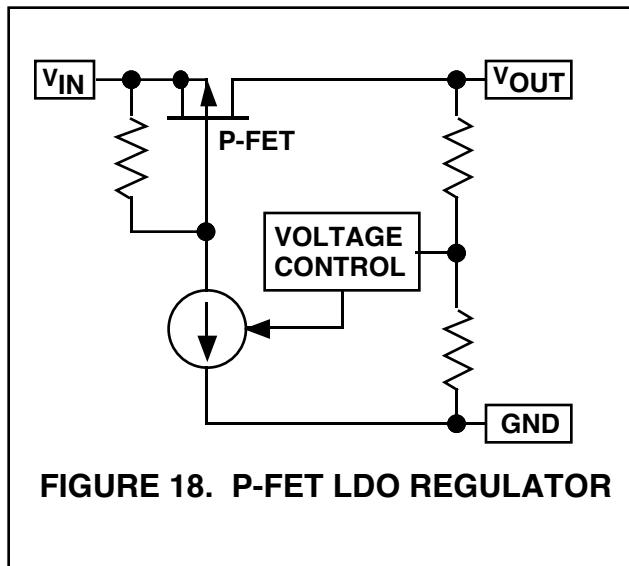 VIN
VOUT
P-FET
VOLTAGE
CONTROL
GND
FIGURE 18. P-FET LDO REGULATOR